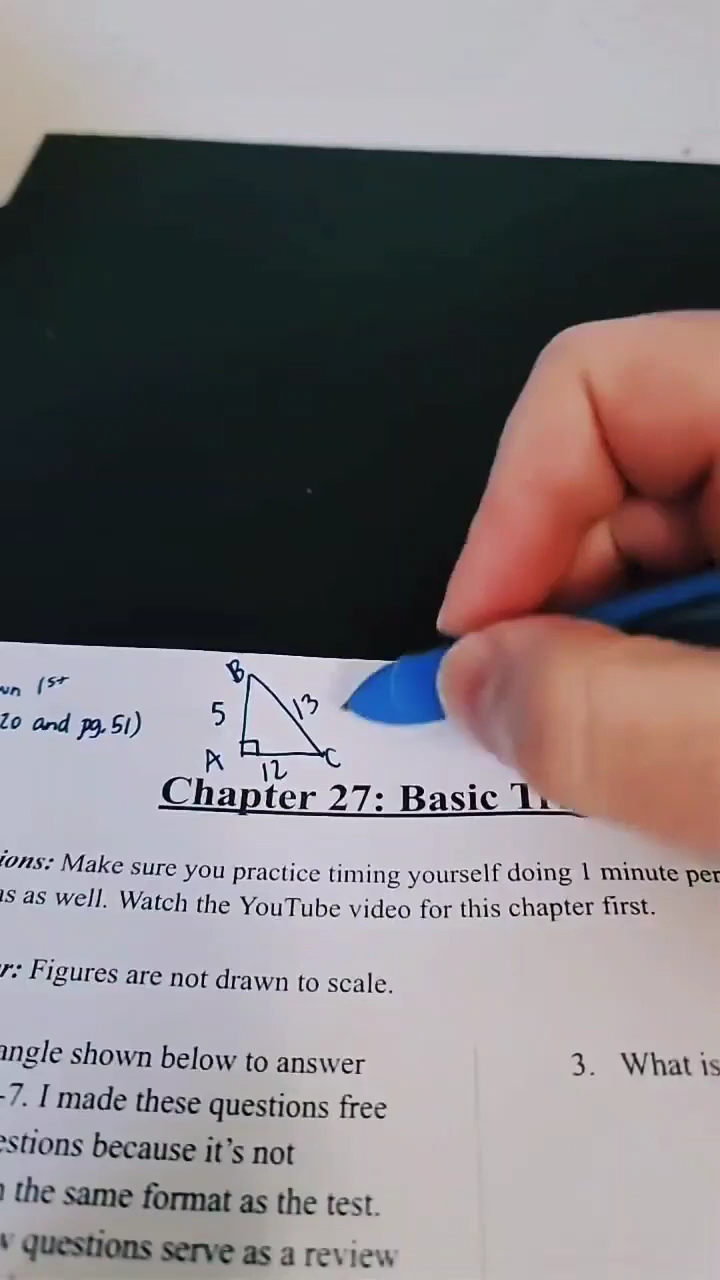 1st
20 and pg. 51)
B
5
13
A
12
C
Chapter 27: Basic
ions: Make sure you practice timing yourself doing 1 minute per
as well. Watch the YouTube video for this chapter first.
r: Figures are not drawn to scale.
angle shown below to answer
-7. I made these questions free
estions because it's not
the same format as the test.
questions serve as a review
3. What is